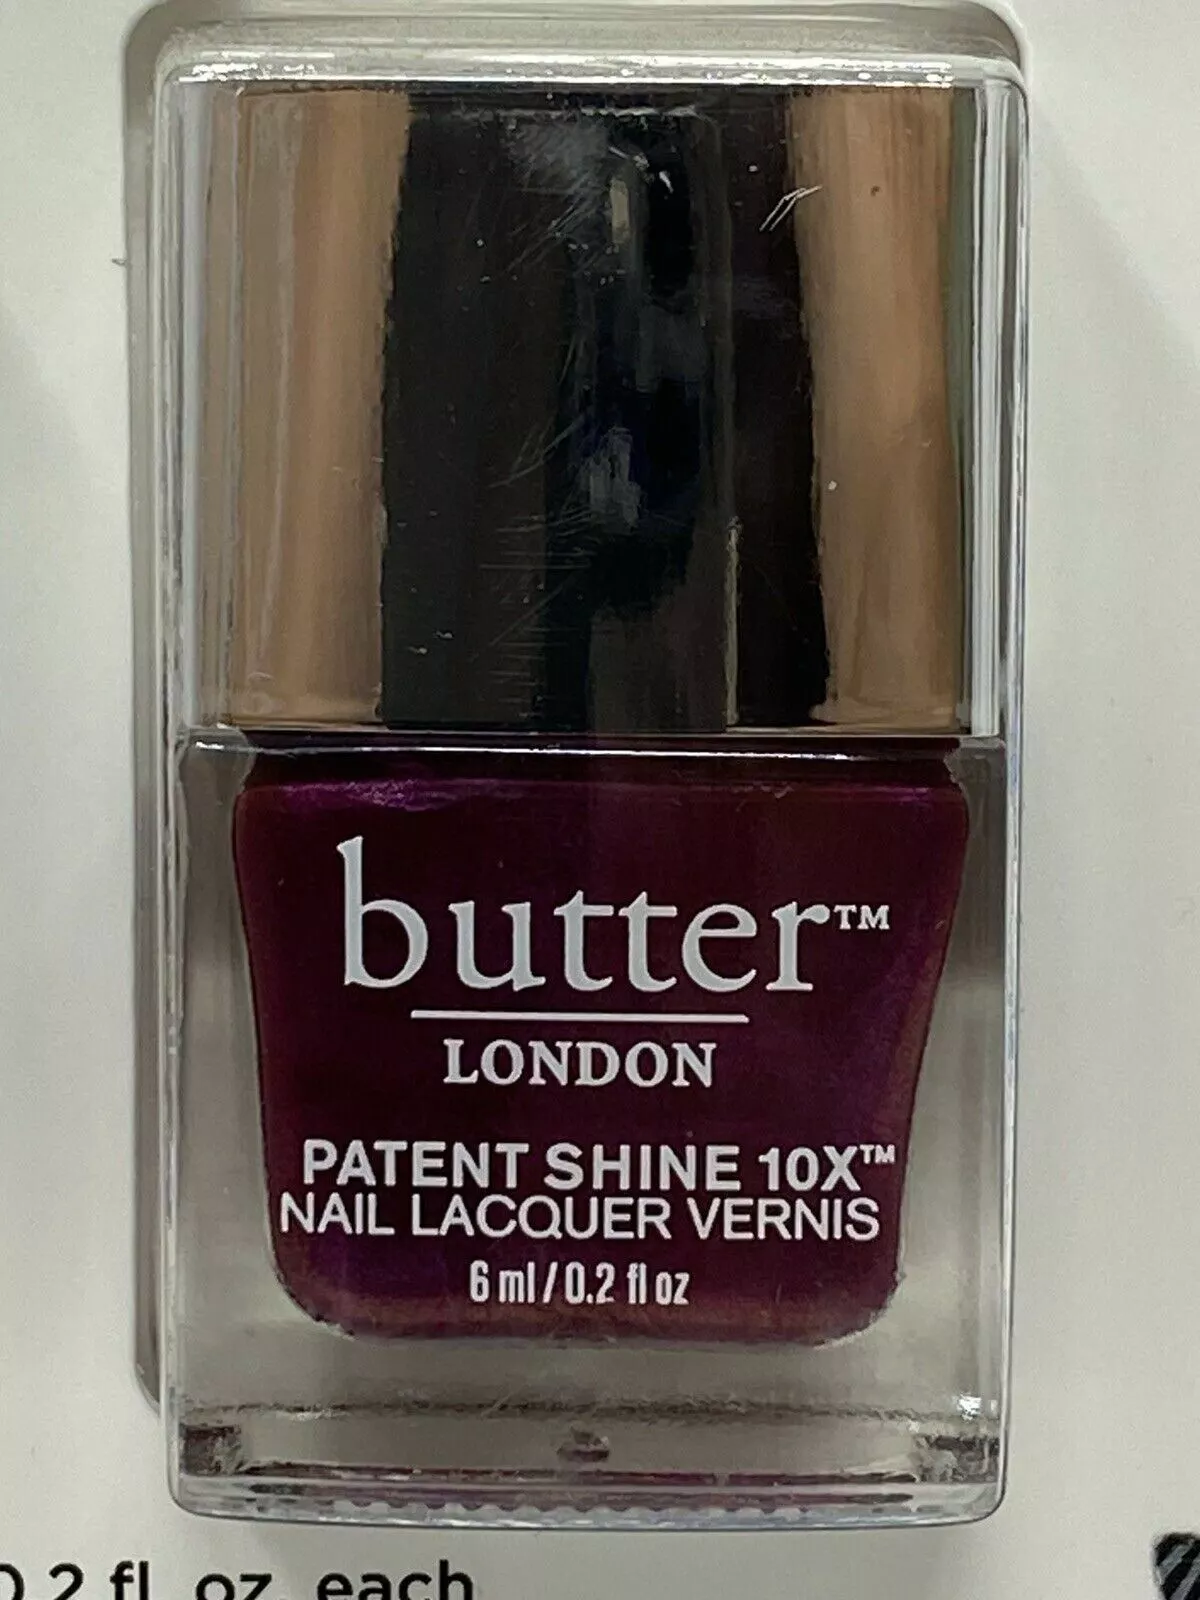 butter™
LONDON
PATENT SHINE 10X™
NAIL LACQUER VERNIS
6 ml / 0.2 fl oz
0.2 fl. oz. each